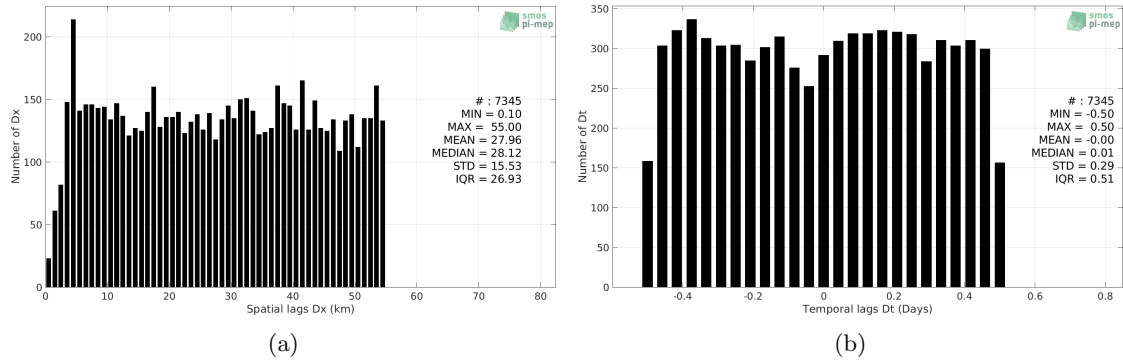 smos
pi-mep
200
150
100
50
0
Number of Dx
# : 7345
MIN = 0.10
MAX = 55.00
MEAN = 27.96
MEDIAN = 28.12
STD = 15.53
IQR = 26.93
0 10 20 30 40 50 60 70 80
Spatial lags Dx (km)
(a)
smos
pi-mep
350
300
250
200
150
100
50
0
Number of Dt
# : 7345
MIN = -0.50
MAX = 0.50
MEAN = -0.00
MEDIAN = 0.01
STD = 0.29
IQR = 0.51
-0.4 -0.2 0 0.2 0.4 0.6 0.8
Temporal lags Dt (Days)
(b)